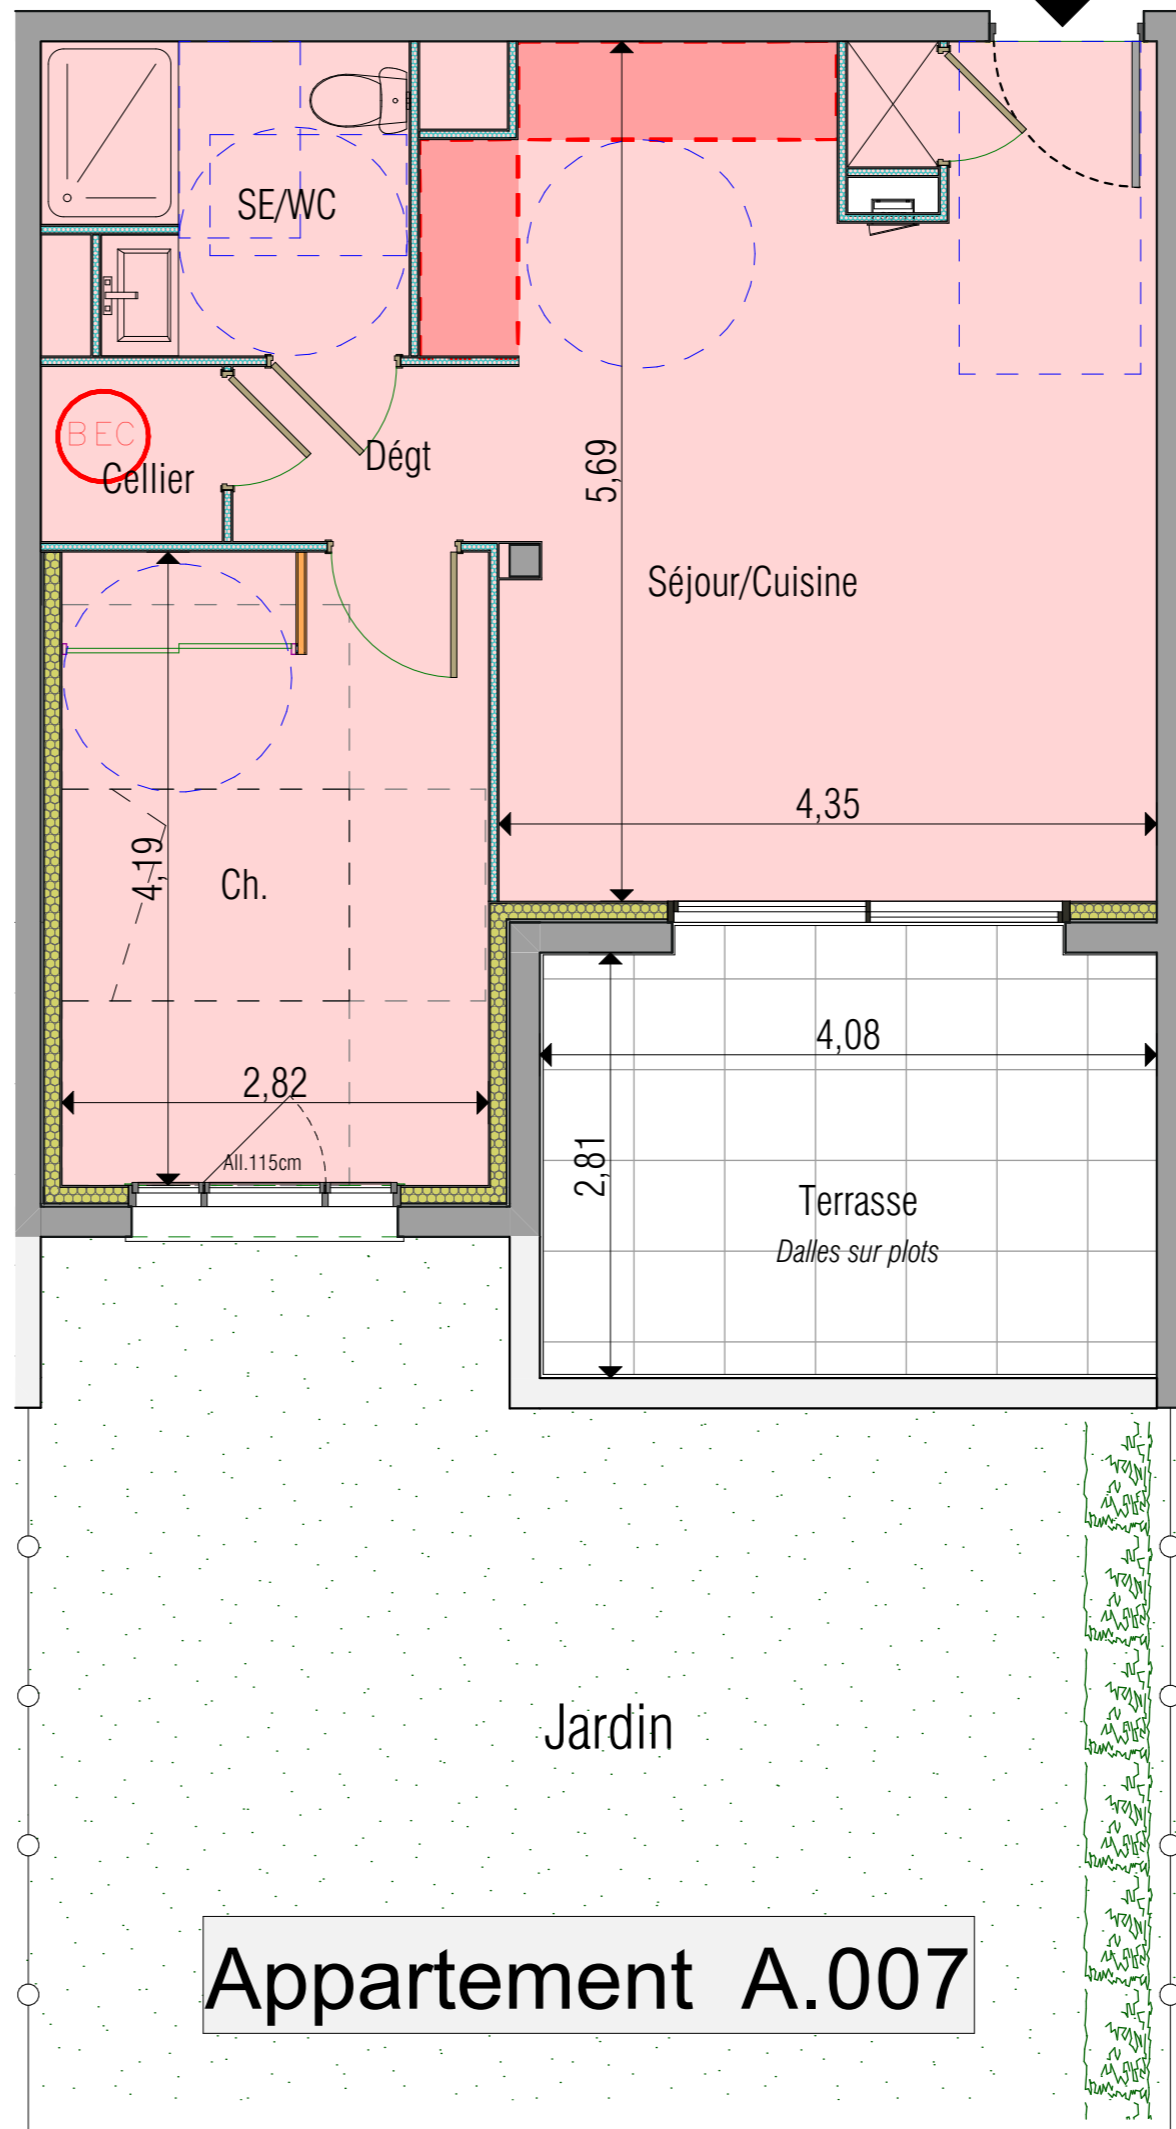 SE/WC
BEC
Cellier
Dégt
5,69
Séjour/Cuisine
4,35
4,19
Ch.
2,82
All.115cm
4,08
2,81
Terrasse
Dalles sur plots
Jardin
Appartement A.007